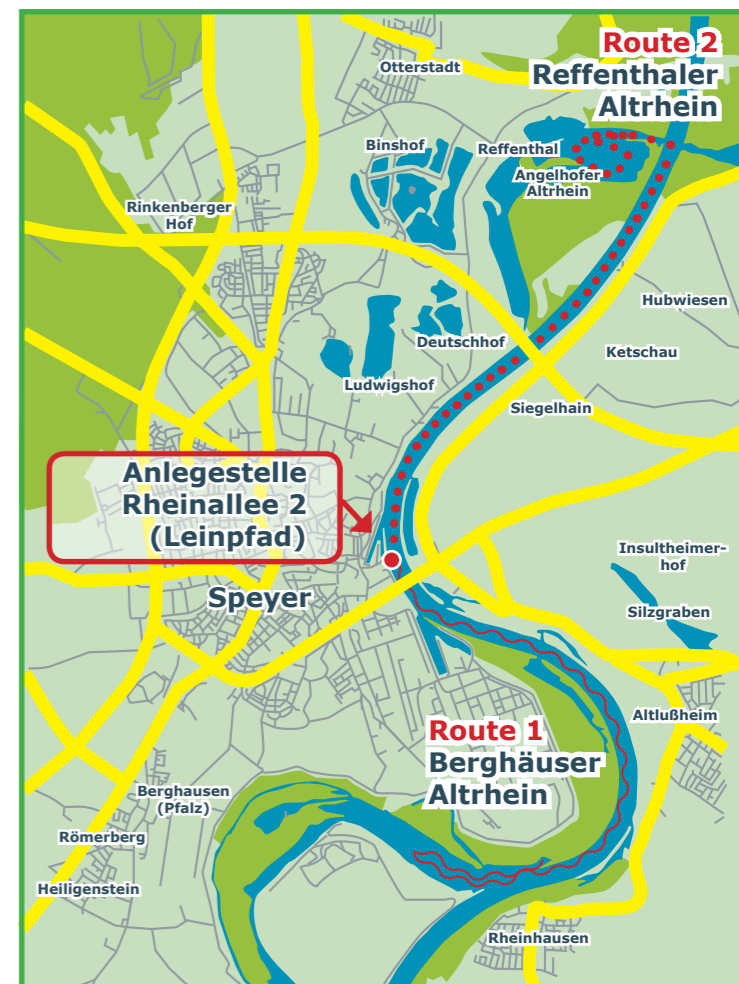 Route 2
Reffenthaler
Altrhein
Otterstadt
Binshof
Reffenthal
Angelhofer
Altrhein
Rinkenberger
Hof
Hubwiesen
Deutschhof
Ketschau
Ludwigshof
Siegelhain
Anlegestelle
Rheinallee 2
(Leinpfad)
Insultheimer-
hof
Speyer
Silzgraben
Altlußheim
Route 1
Berghäuser
Altrhein
Berghausen
(Pfalz)
Römerberg
Heiligenstein
Rheinhausen